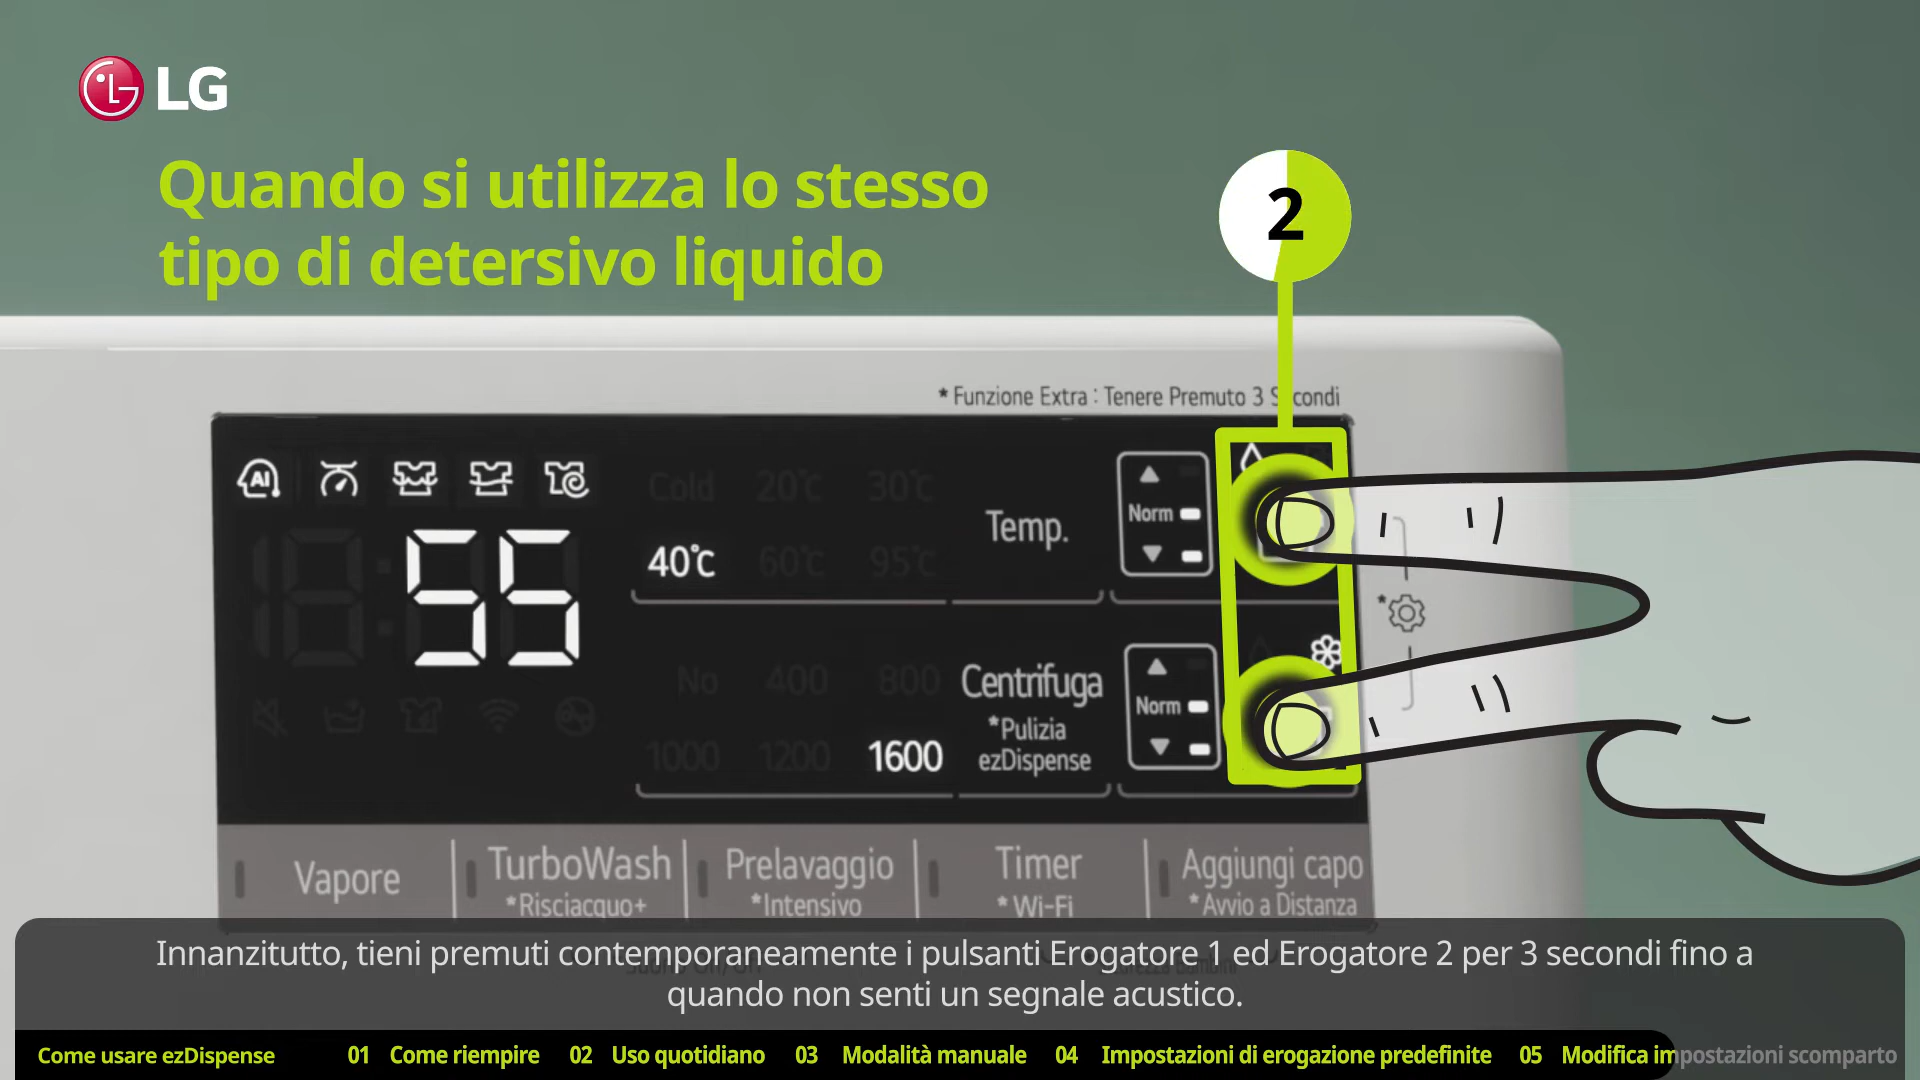 LG
Quando si utilizza lo stesso
tipo di detersivo liquido
2
* Funzione Extra : Tenere Premuto 3 Secondi
AI
Cold 20°c 30°c
40°c 60°c 95°c
Temp.
Norm
55
No 400 800
1000 1200 1600
Centrifuga
*Pulizia
ezDispense
Norm
*
Vapore
TurboWash
*Risciacquo+
Prelavaggio
*Intensivo
Timer
* Wi-Fi
Aggiungi capo
* Avvio a Distanza
Innanzitutto, tieni premuti contemporaneamente i pulsanti Erogatore 1 ed Erogatore 2 per 3 secondi fino a
quando non senti un segnale acustico.
Come usare ezDispense 01 Come riempire 02 Uso quotidiano 03 Modalità manuale 04 Impostazioni di erogazione predefinite 05 Modifica impostazioni scomparto